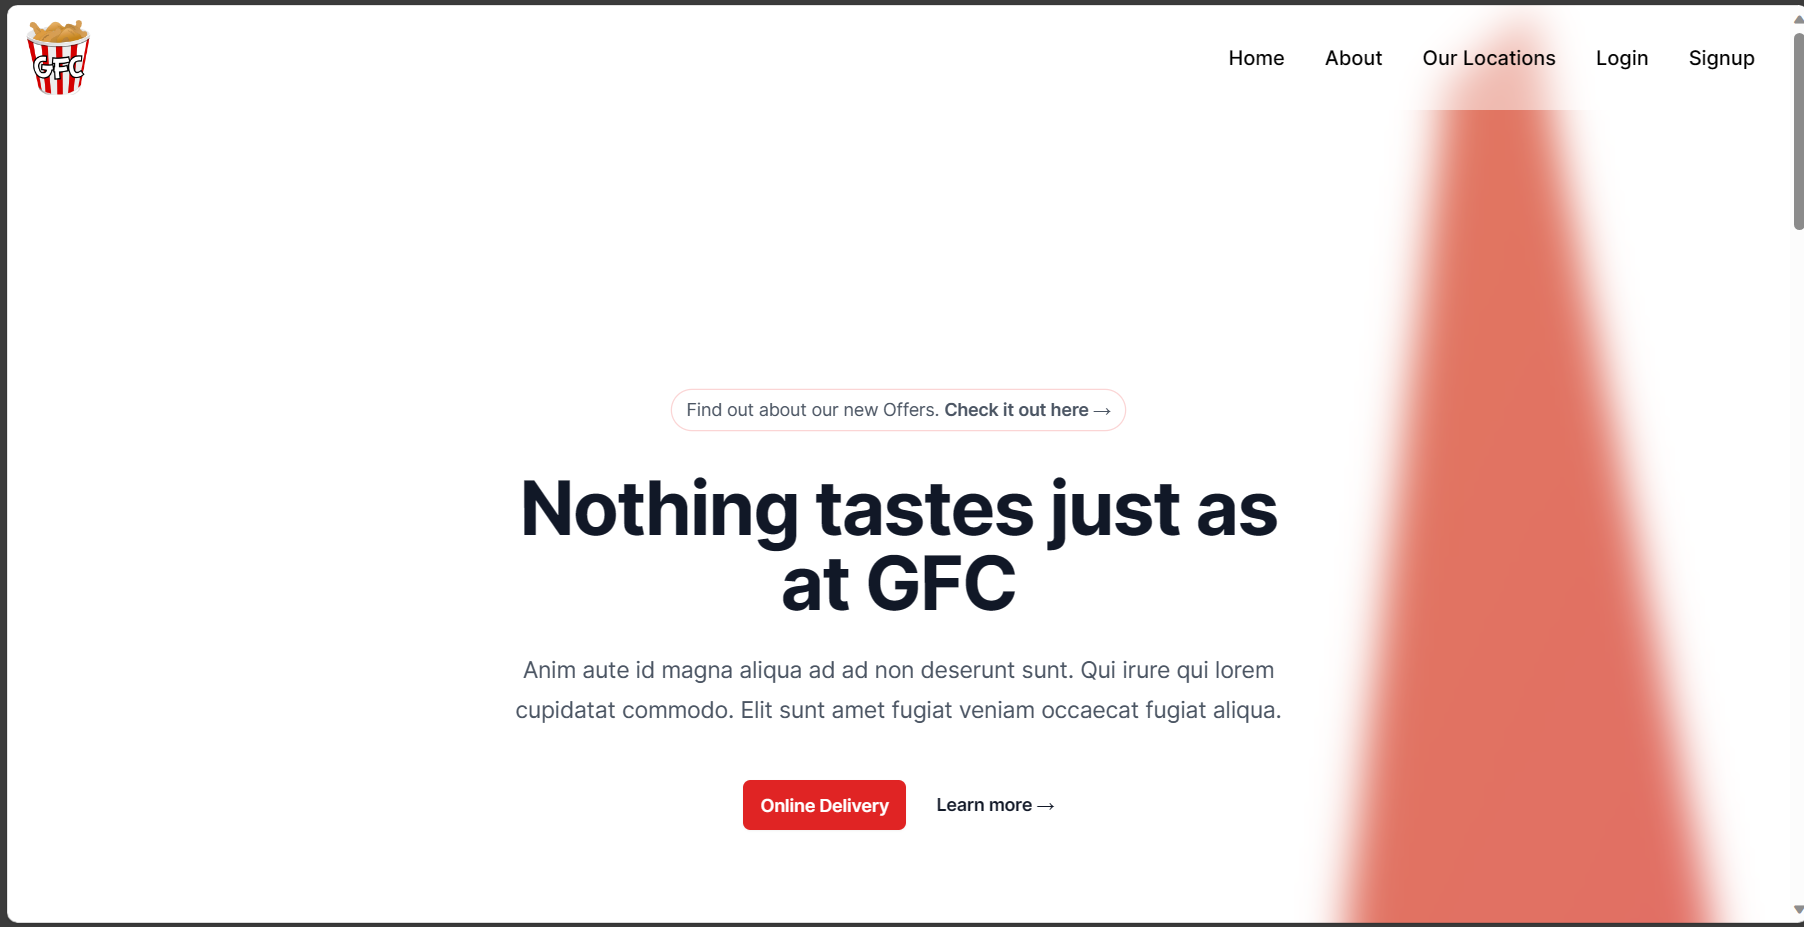 GFC
Home
About
Our Locations
Login
Signup
Find out about our new Offers. Check it out here →
Nothing tastes just as
at GFC
Anim aute id magna aliqua ad ad non deserunt sunt. Qui irure qui lorem
cupidatat commodo. Elit sunt amet fugiat veniam occaecat fugiat aliqua.
Online Delivery
Learn more →